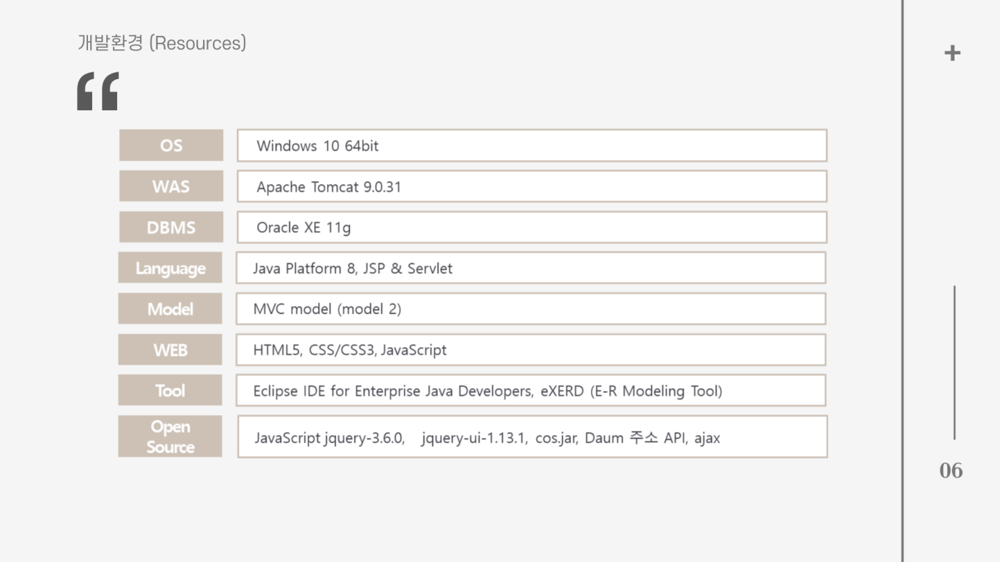 개발환경 (Resources)
“
+
OS
Windows 10 64bit
WAS
Apache Tomcat 9.0.31
DBMS
Oracle XE 11g
Language
Java Platform 8, JSP & Servlet
Model
MVC model (model 2)
WEB
HTML5, CSS/CSS3, JavaScript
Tool
Eclipse IDE for Enterprise Java Developers, eXERD (E-R Modeling Tool)
Open
Source
JavaScript jquery-3.6.0, jquery-ui-1.13.1, cos.jar, Daum 주소 API, ajax
06